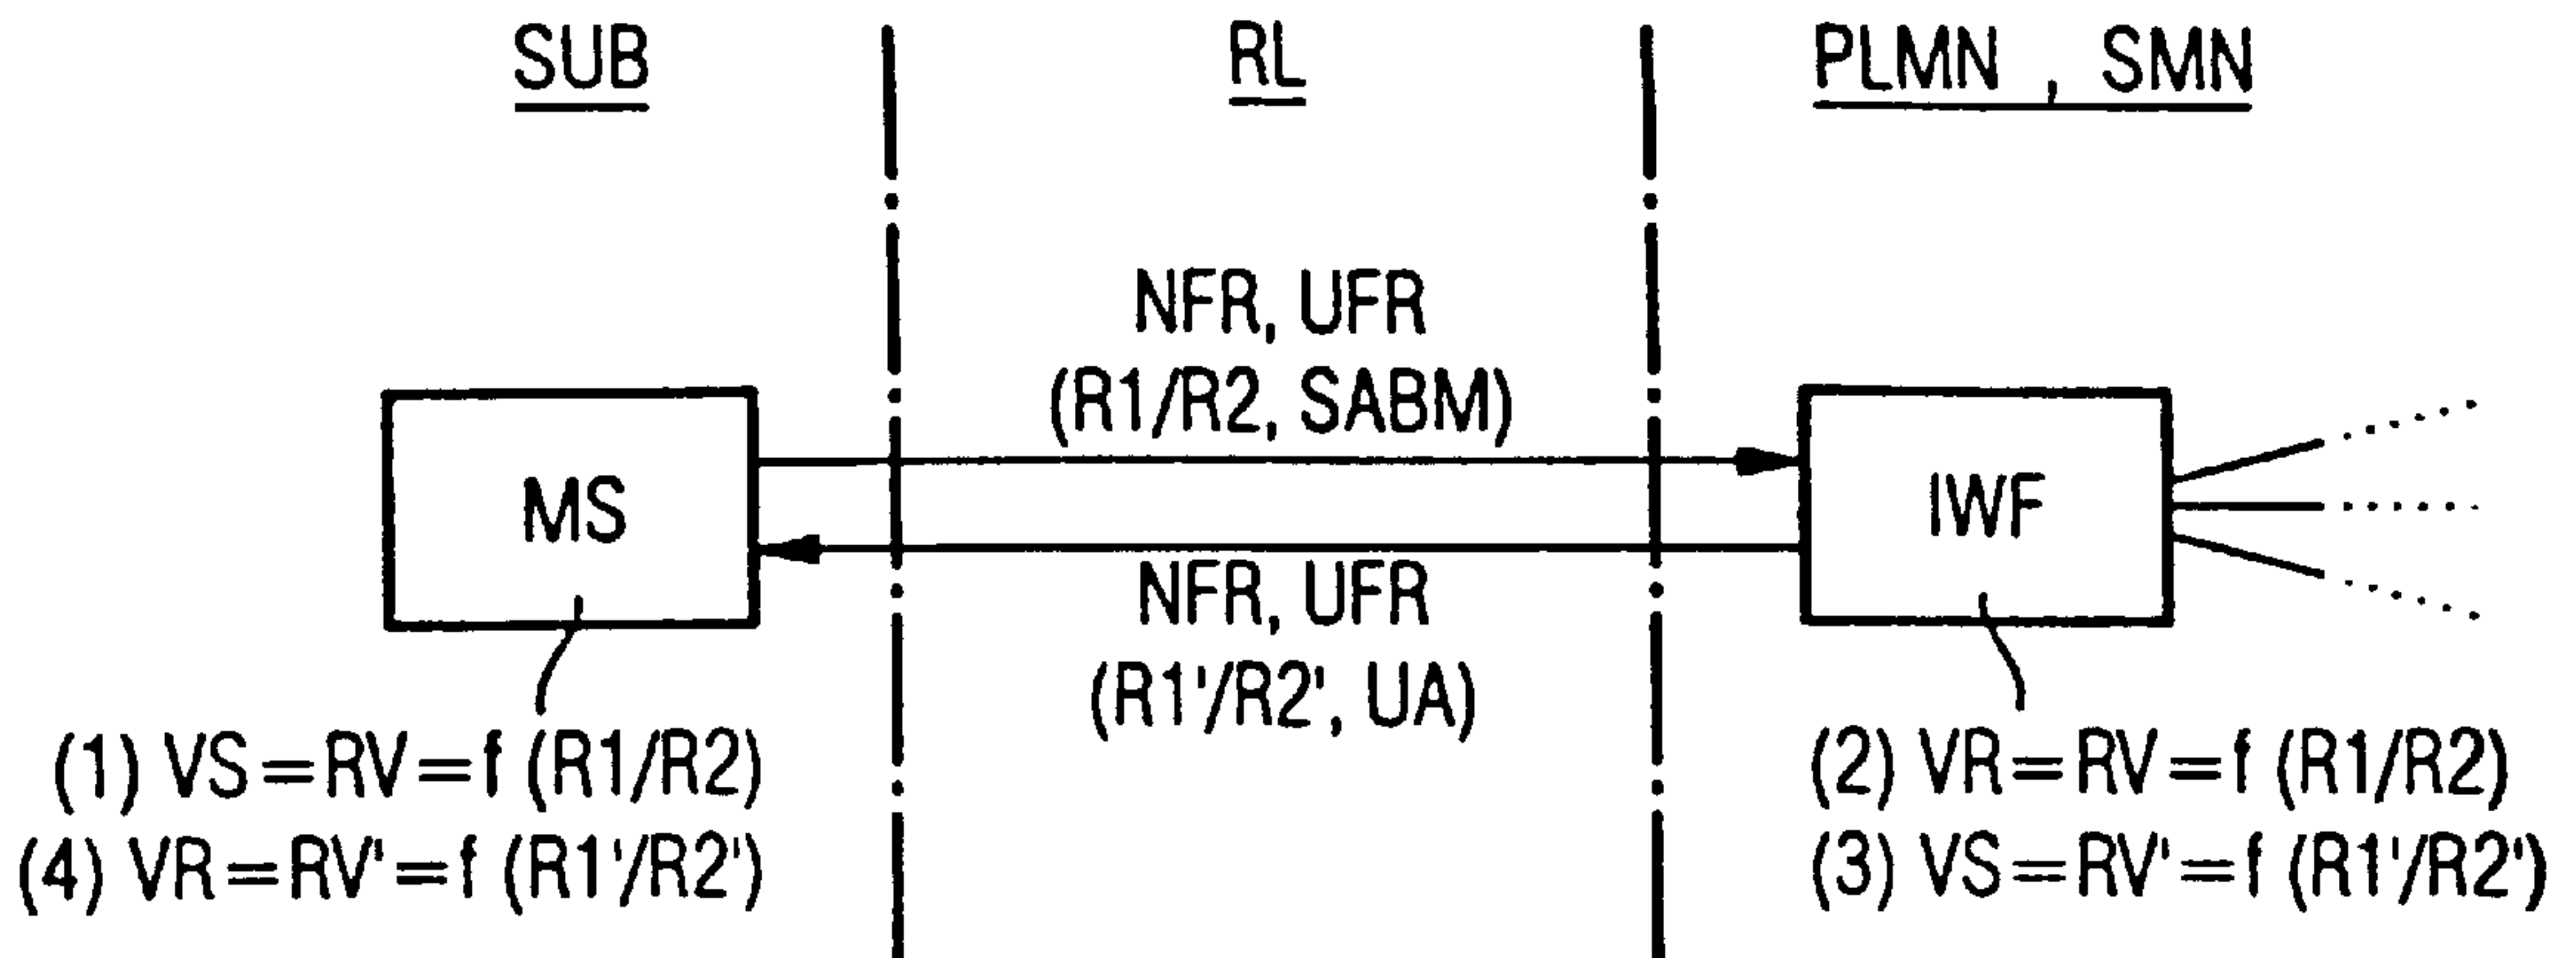 SUB
RL
PLMN , SMN
NFR, UFR
(R1/R2, SABM)
MS
IWF
NFR, UFR
(R1'/R2', UA)
(1) VS=RV=f (R1/R2)
(4) VR=RV'=f (R1'/R2')
(2) VR=RV=f (R1/R2)
(3) VS=RV'=f (R1'/R2')